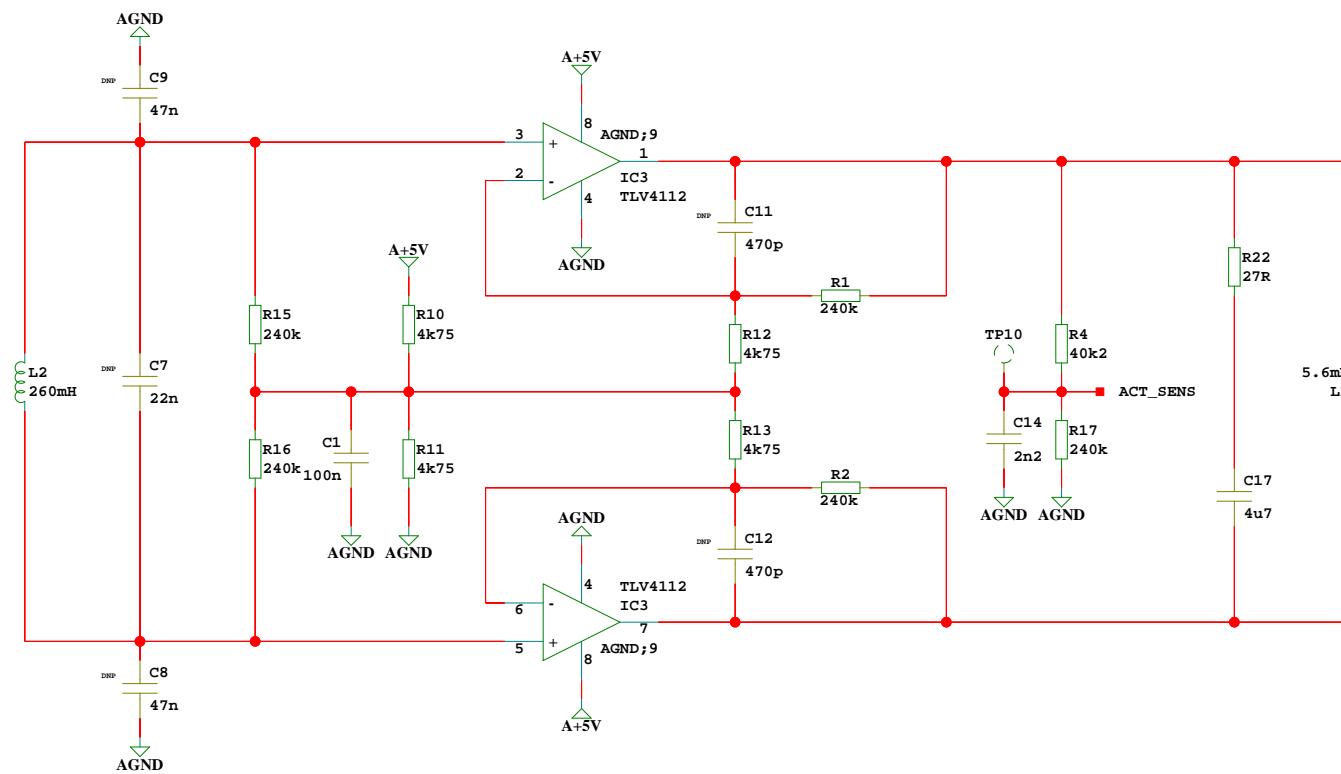 AGND
DNP
C9
47n
A+5V
8
AGND;9
3
+
1
2
-
IC3
TLV4112
4
AGND
DNP
C11
470p
A+5V
R1
240k
R22
27R
R15
240k
R10
4k75
R12
4k75
TP10
R4
40k2
L2
260mH
DNP
C7
22n
5.6m
L
ACT_SENS
R16
240k
C1
100n
R11
4k75
R13
4k75
C14
2n2
R17
240k
R2
240k
C17
4u7
AGND
AGND
AGND
AGND
AGND
DNP
C12
470p
4
TLV4112
IC3
6
-
7
5
+
8
AGND;9
DNP
C8
47n
A+5V
AGND